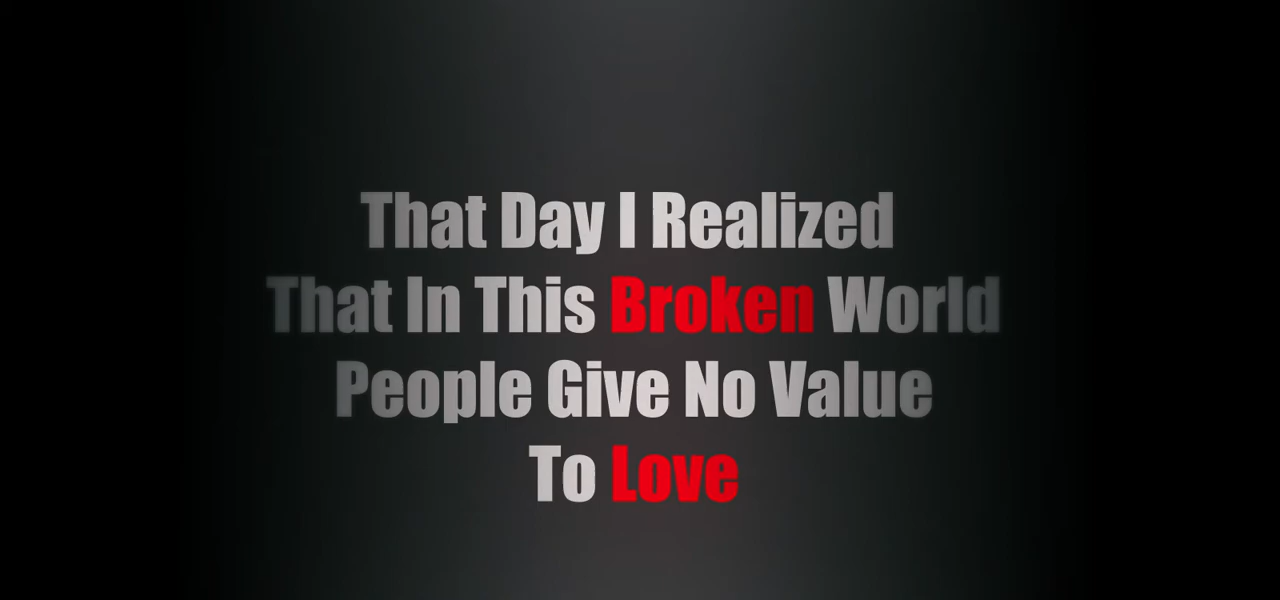 That Day I Realized
That In This Broken World
People Give No Value
To Love